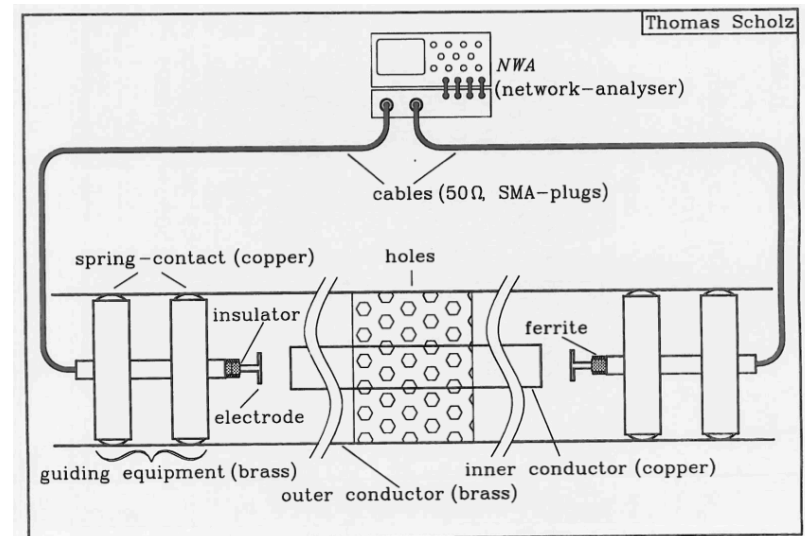 Thomas Scholz
NWA
(network-analyser)
cables (50Ω, SMA-plugs)
spring-contact (copper)
holes
insulator
ferrite
electrode
guiding equipment (brass)
inner conductor (copper)
outer conductor (brass)